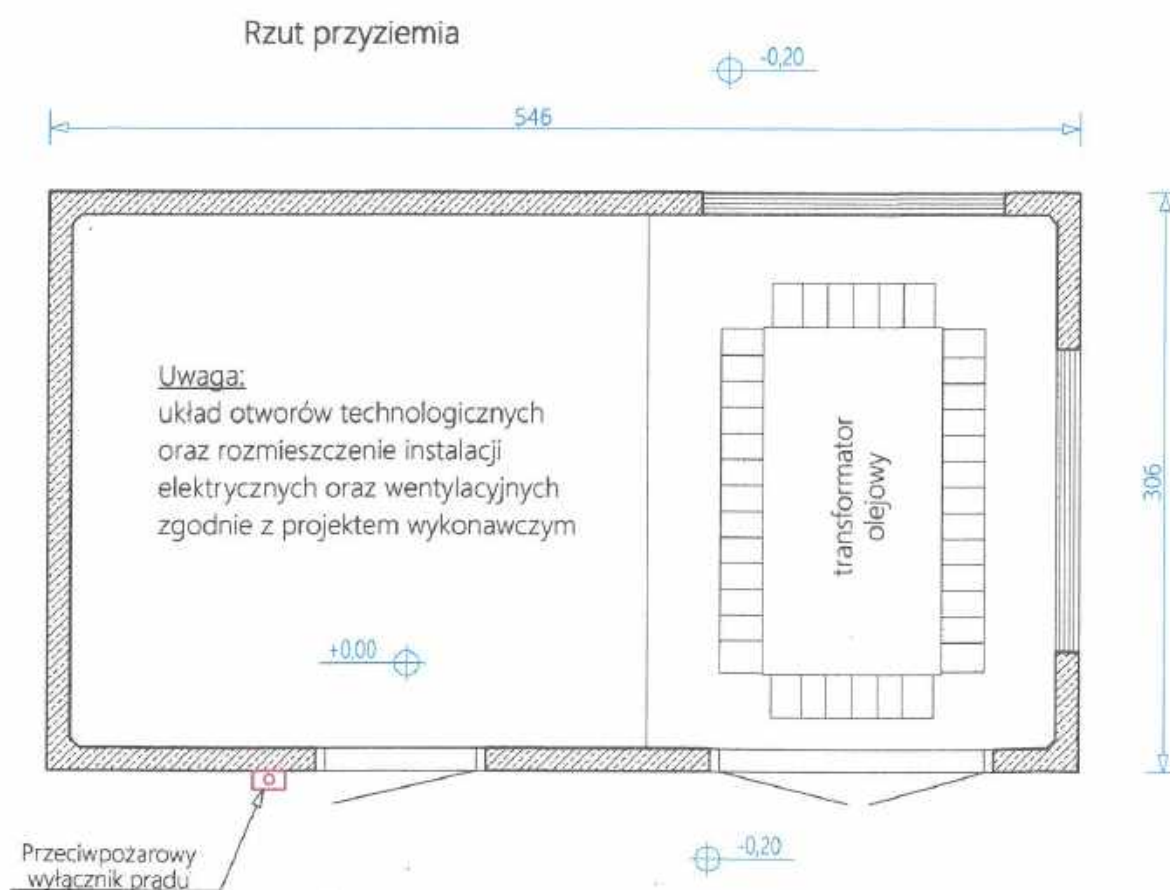 Rzut przyziemia
-0,20
546
306
Uwaga:
układ otworów technologicznych
oraz rozmieszczenie instalacji
elektrycznych oraz wentylacyjnych
zgodnie z projektem wykonawczym
transformator
olejowy
+0,00
-0,20
Przeciwpożarowy
wyłącznik prądu